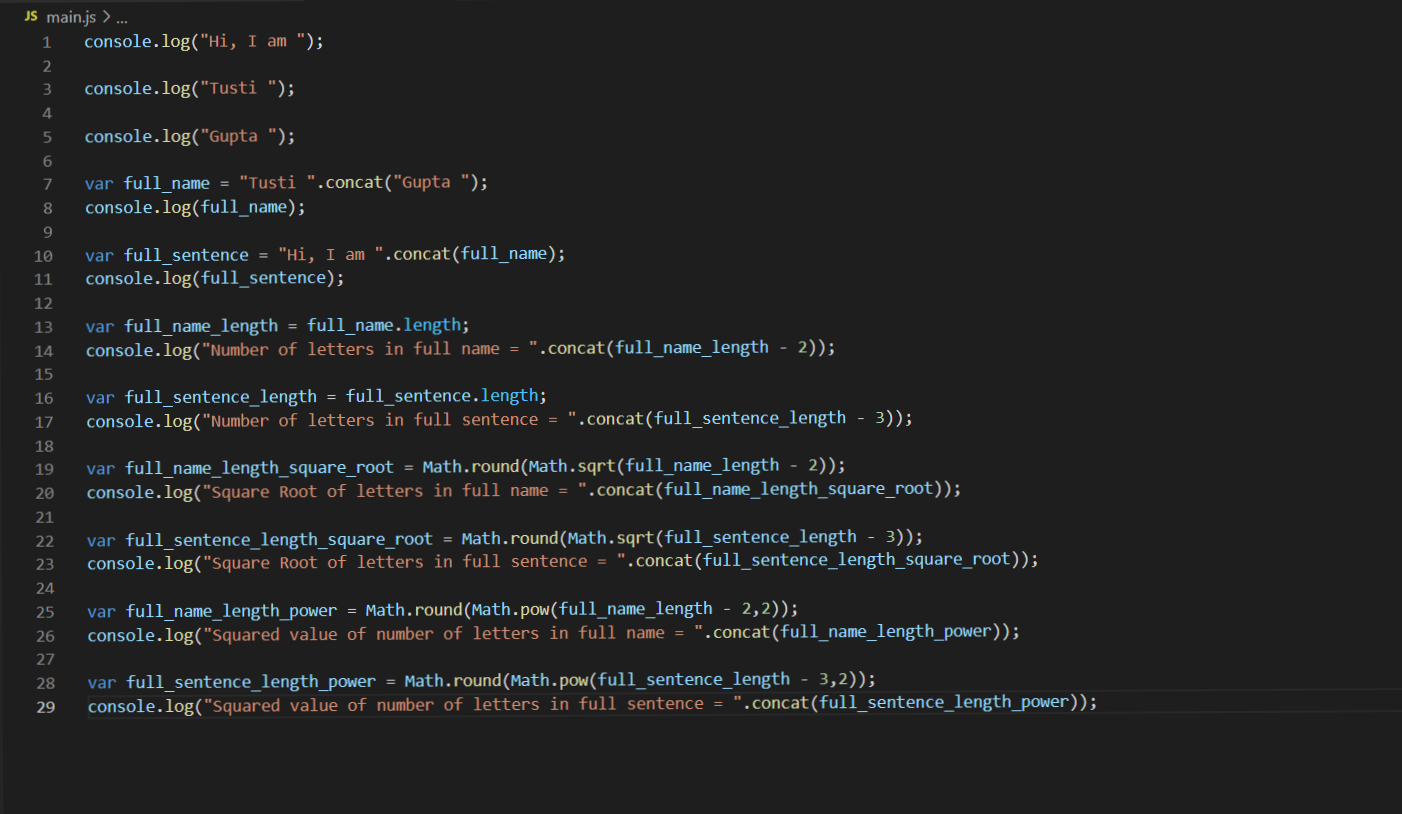 JS main.js > ...
1 console.log("Hi, I am ");
2
3 console.log("Tusti ");
4
5 console.log("Gupta ");
6
7 var full_name = "Tusti ".concat("Gupta ");
8 console.log(full_name);
9
10 var full_sentence = "Hi, I am ".concat(full_name);
11 console.log(full_sentence);
12
13 var full_name_length = full_name.length;
14 console.log("Number of letters in full name = ".concat(full_name_length - 2));
15
16 var full_sentence_length = full_sentence.length;
17 console.log("Number of letters in full sentence = ".concat(full_sentence_length - 3));
18
19 var full_name_length_square_root = Math.round(Math.sqrt(full_name_length - 2));
20 console.log("Square Root of letters in full name = ".concat(full_name_length_square_root));
21
22 var full_sentence_length_square_root = Math.round(Math.sqrt(full_sentence_length - 3));
23 console.log("Square Root of letters in full sentence = ".concat(full_sentence_length_square_root));
24
25 var full_name_length_power = Math.round(Math.pow(full_name_length - 2,2));
26 console.log("Squared value of number of letters in full name = ".concat(full_name_length_power));
27
28 var full_sentence_length_power = Math.round(Math.pow(full_sentence_length - 3,2));
29 console.log("Squared value of number of letters in full sentence = ".concat(full_sentence_length_power));